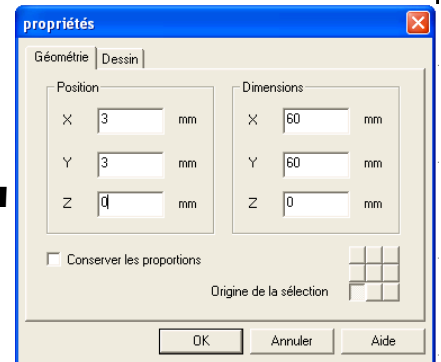 propriétés
Géométrie Dessin
Position Dimensions
X 3 mm X 60 mm
Y 3 mm Y 60 mm
Z 0 mm Z 0 mm
Conserver les proportions
Origine de la sélection
OK Annuler Aide